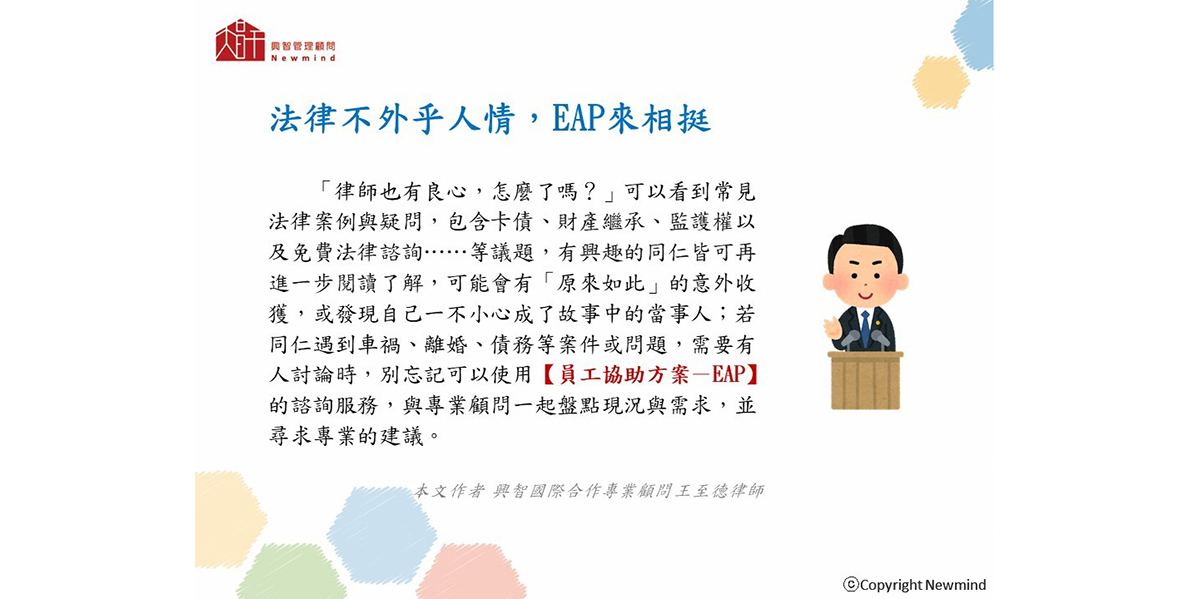 興智管理顧問
Newmind
法律不外乎人情，EAP來相挺
「律師也有良心，怎麼了嗎？」可以看到常見
法律案例與疑問，包含卡債、財產繼承、監護權以
及免費法律諮詢⋯⋯等議題，有興趣的同仁皆可再
進一步閱讀了解，可能會有「原來如此」的意外收
獲，或發現自己一不小心成了故事中的當事人；若
同仁遇到車禍、離婚、債務等案件或問題，需要有
人討論時，別忘記可以使用【員工協助方案－EAP】
的諮詢服務，與專業顧問一起盤點現況與需求，並
尋求專業的建議。
本文作者 興智國際合作專業顧問王至德律師
ⓒCopyright Newmind